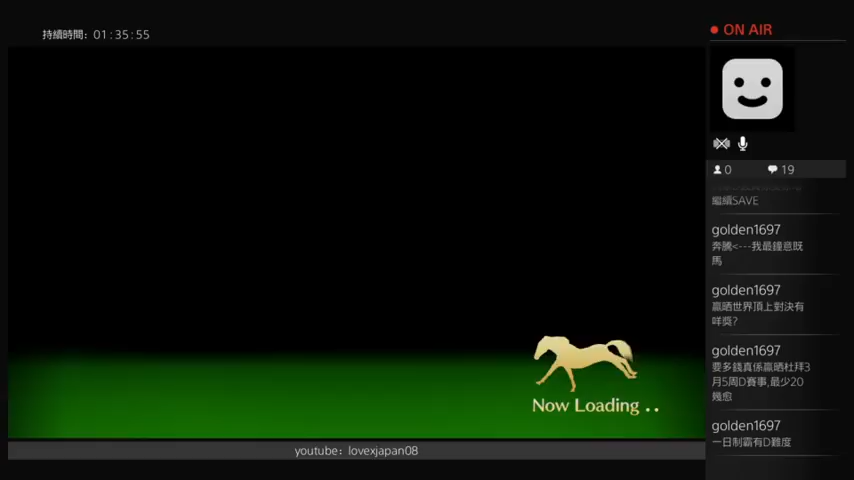 持續時間: 01:35:55
ON AIR
0
19
繼續SAVE
golden1697
奔騰<---我最鐘意既
馬
golden1697
贏晒世界頂上對決有
咩獎?
golden1697
要多錢真係贏晒杜拜3
月5周D賽事,最少20
幾愈
golden1697
一日制霸有D難度
Now Loading . .
youtube: lovexjapan08